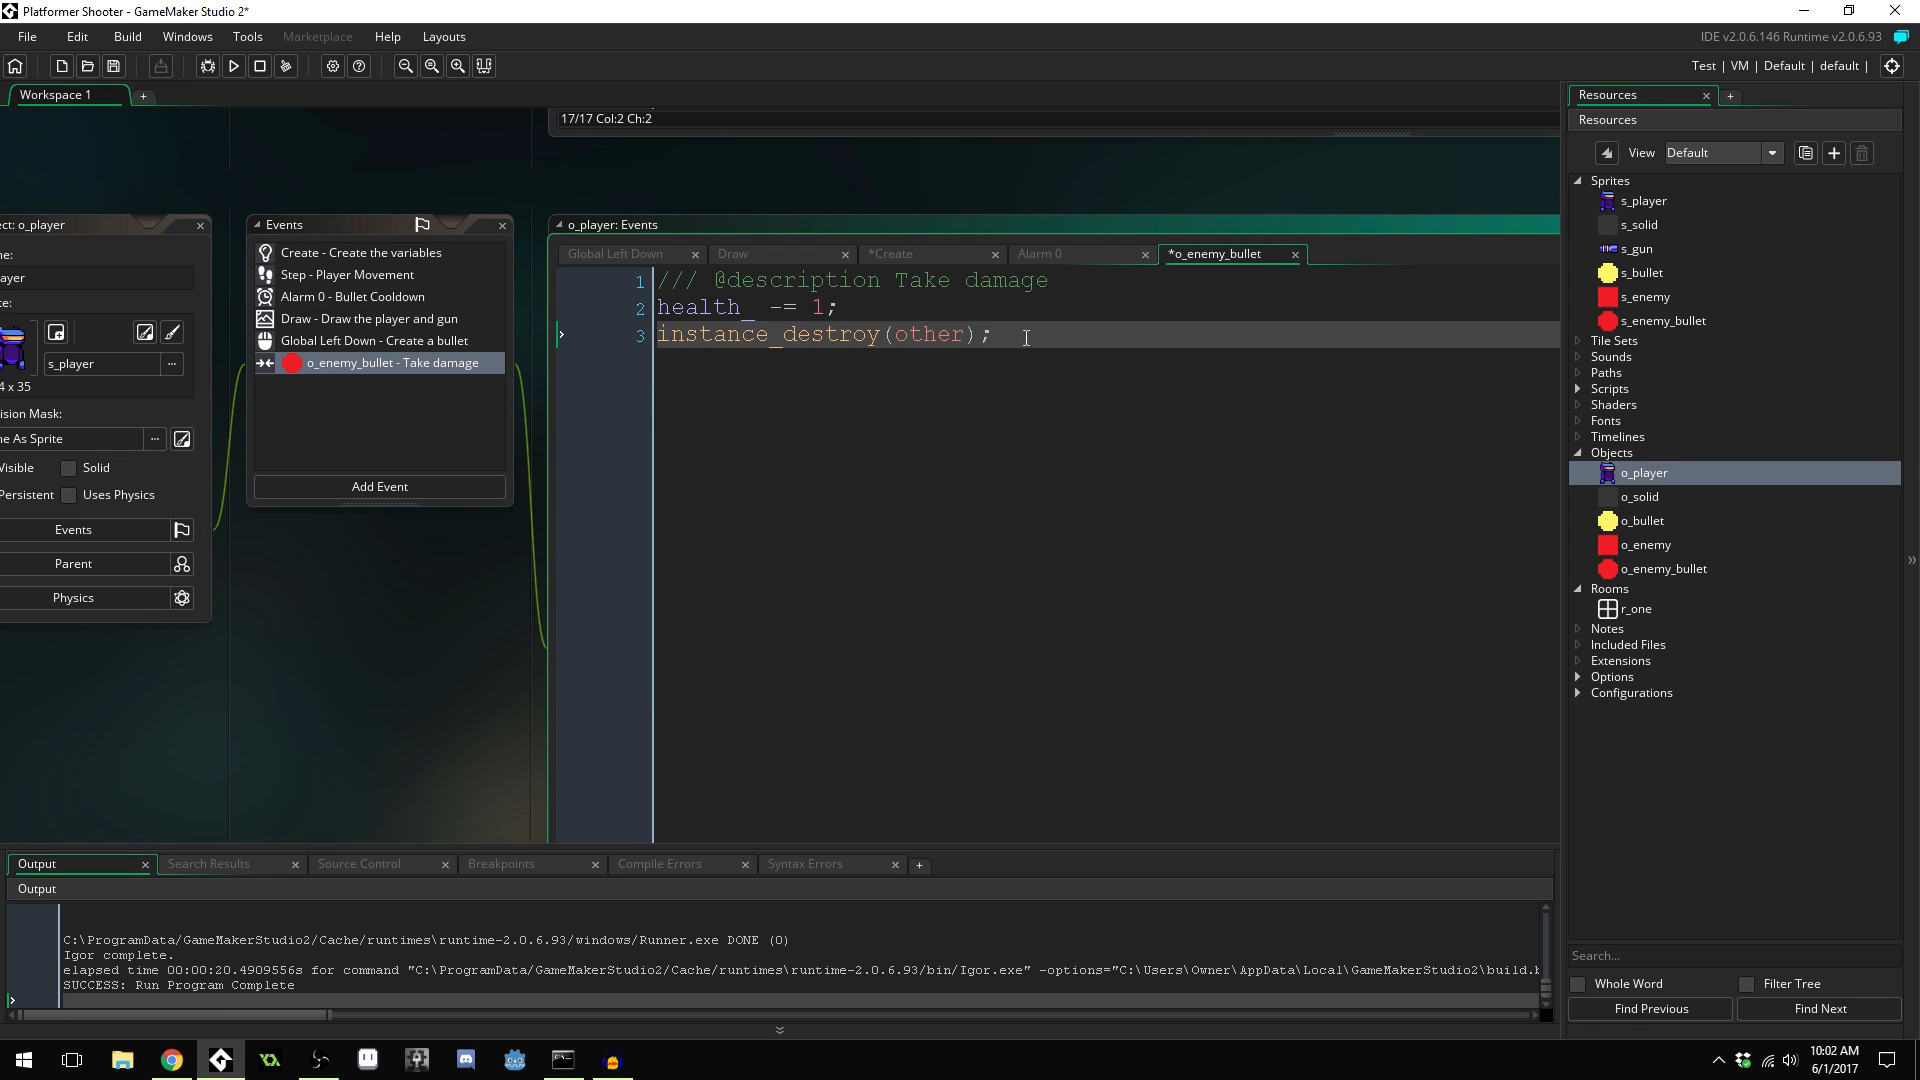 Platformer Shooter - GameMaker Studio 2*
File Edit Build Windows Tools Marketplace Help Layouts
IDE v2.0.6.146 Runtime v2.0.6.93
Test | VM | Default | default |
Workspace 1
17/17 Col:2 Ch:2
ect: o_player
me:
ayer
te:
s_player
4 x 35
ision Mask:
ne As Sprite
Visible Solid
Persistent Uses Physics
Events
Parent
Physics
Events
Create - Create the variables
Step - Player Movement
Alarm 0 - Bullet Cooldown
Draw - Draw the player and gun
Global Left Down - Create a bullet
o_enemy_bullet - Take damage
Add Event
o_player: Events
Global Left Down Draw *Create Alarm 0 *o_enemy_bullet
1 /// @description Take damage
2 health_ -= 1;
3 instance_destroy(other);
Resources
Resources
View Default
Sprites
s_player
s_solid
s_gun
s_bullet
s_enemy
s_enemy_bullet
Tile Sets
Sounds
Paths
Scripts
Shaders
Fonts
Timelines
Objects
o_player
o_solid
o_bullet
o_enemy
o_enemy_bullet
Rooms
r_one
Notes
Included Files
Extensions
Options
Configurations
Search...
Whole Word Filter Tree
Find Previous Find Next
Output Search Results Source Control Breakpoints Compile Errors Syntax Errors
Output
C:\ProgramData/GameMakerStudio2/Cache/runtimes\runtime-2.0.6.93/windows/Runner.exe DONE (0)
Igor complete.
elapsed time 00:00:20.4909556s for command "C:\ProgramData/GameMakerStudio2/Cache/runtimes\runtime-2.0.6.93/bin/Igor.exe" -options="C:\Users\Owner\AppData\Local\GameMakerStudio2\build.b
SUCCESS: Run Program Complete
10:02 AM
6/1/2017